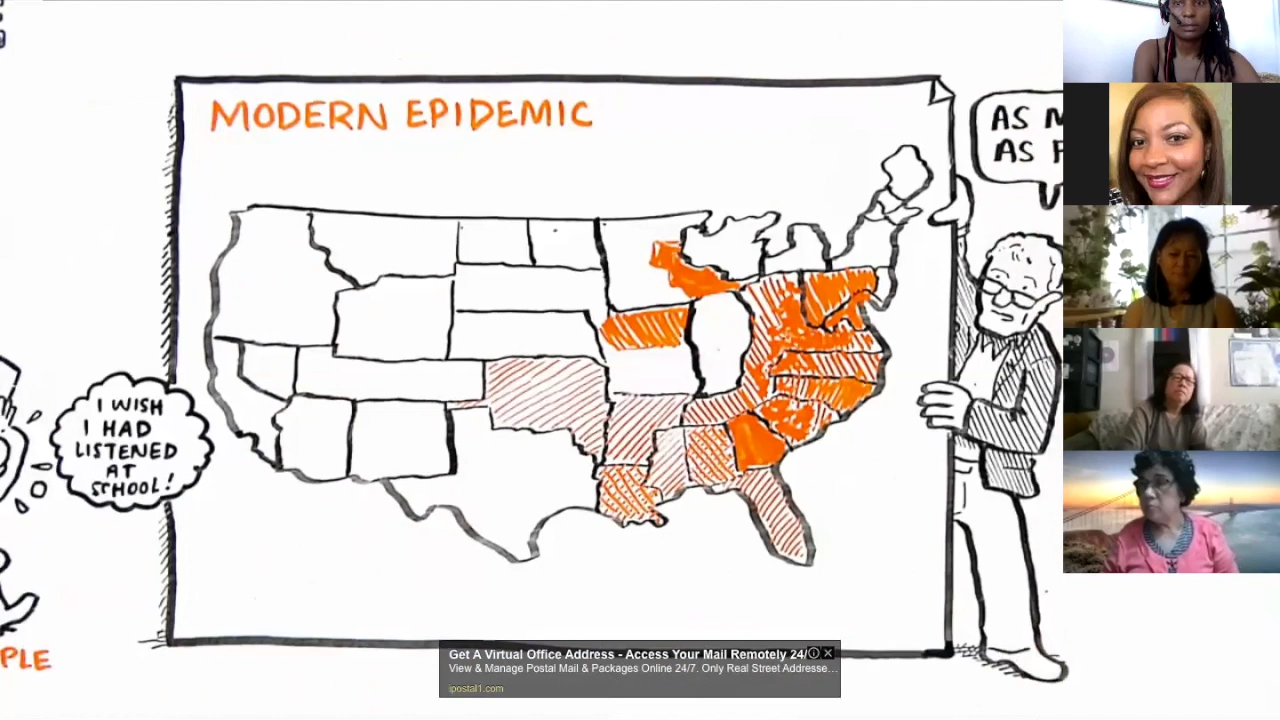 MODERN EPIDEMIC
AS
AS
I WISH
I HAD
LISTENED
AT
SCHOOL!
PLE
Get A Virtual Office Address - Access Your Mail Remotely 24/
View & Manage Postal Mail & Packages Online 24/7. Only Real Street Addresse...
ipostal1.com